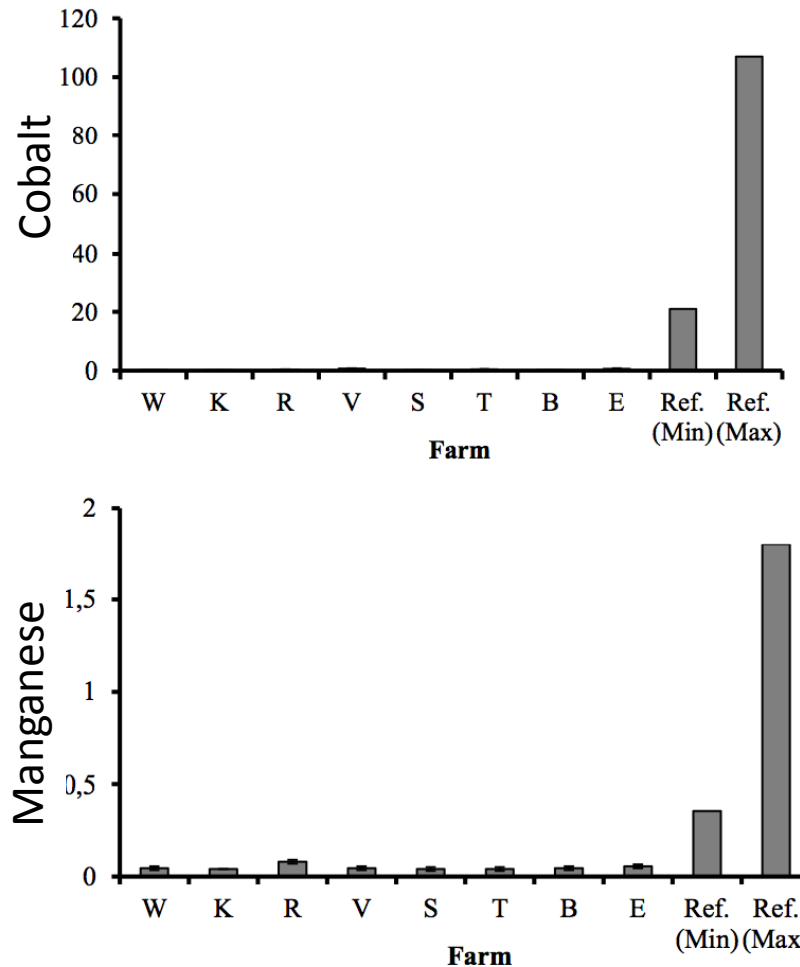 Cobalt
120
100
80
60
40
20
0
W K R V S T B E Ref. (Min) Ref. (Max)
Farm
Manganese
2
1,5
1
0,5
0
W K R V S T B E Ref. (Min) Ref. (Max
Farm